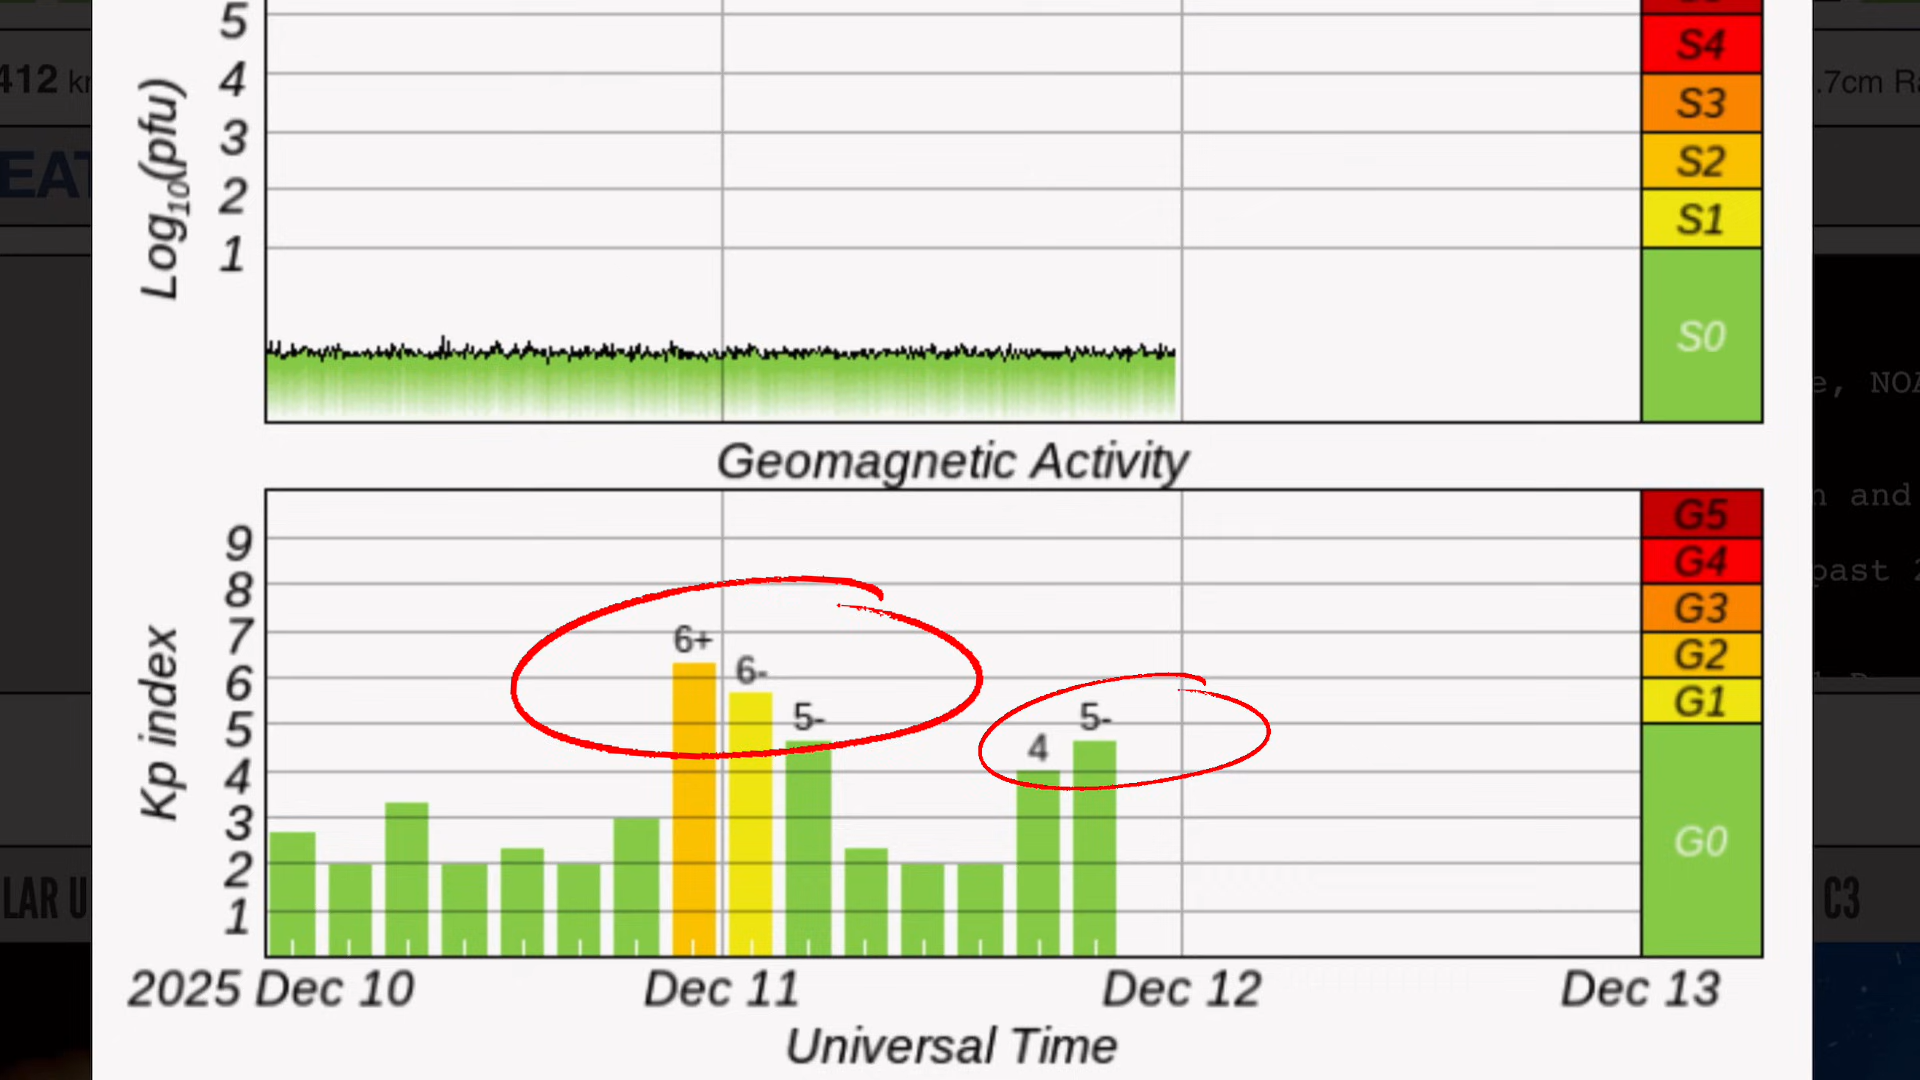 5
4
3
2
1
Log10(pfu)
S4
S3
S2
S1
S0
Geomagnetic Activity
9
8
7
6
5
4
3
2
1
Kp index
6+
6-
5-
4
5-
G5
G4
G3
G2
G1
G0
2025 Dec 10
Dec 11
Dec 12
Dec 13
Universal Time
412
.7cm
EAT
NOA
and
past 2
LAR U
C3